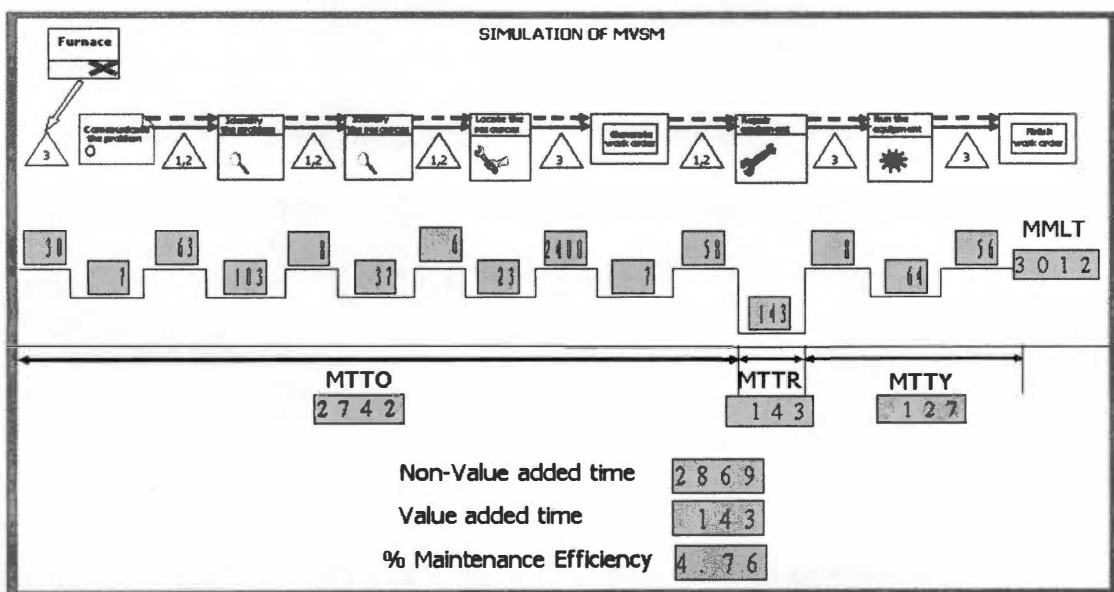 SIMULATION OF MVSM
Furnace
Communicate
the problem
Identify
the problem
Identify
the resources
Locate the
resources
Generate
work order
Repair
equipment
Run the
equipment
Finish
work order
3
1,2
1,2
1,2
3
1,2
3
3
30
63
8
6
2400
58
8
56
MMLT
3012
7
103
37
23
7
64
143
MTTO
2742
MTTR
143
MTTY
127
Non-Value added time
2869
Value added time
143
% Maintenance Efficiency
4.76